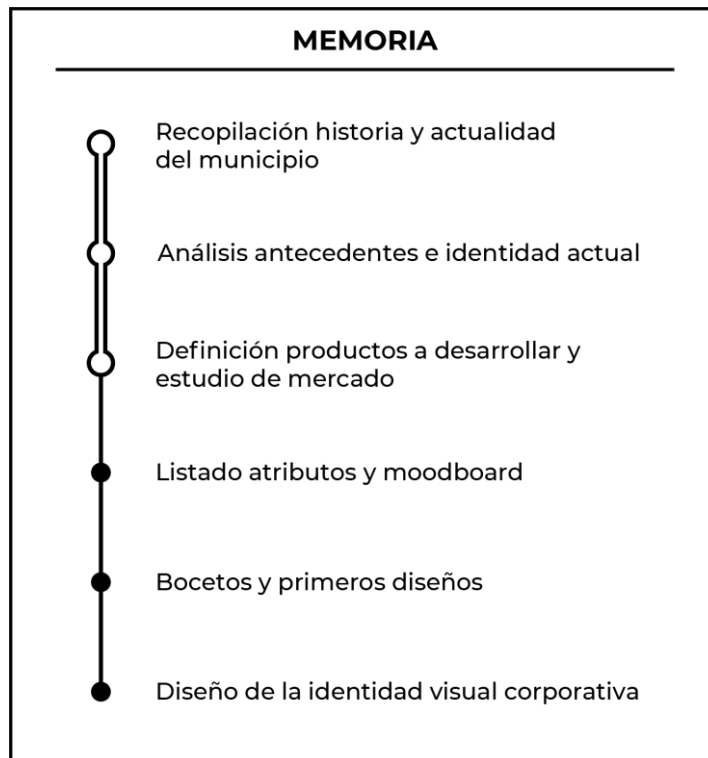 MEMORIA
Recopilación historia y actualidad
del municipio
Análisis antecedentes e identidad actual
Definición productos a desarrollar y
estudio de mercado
Listado atributos y moodboard
Bocetos y primeros diseños
Diseño de la identidad visual corporativa